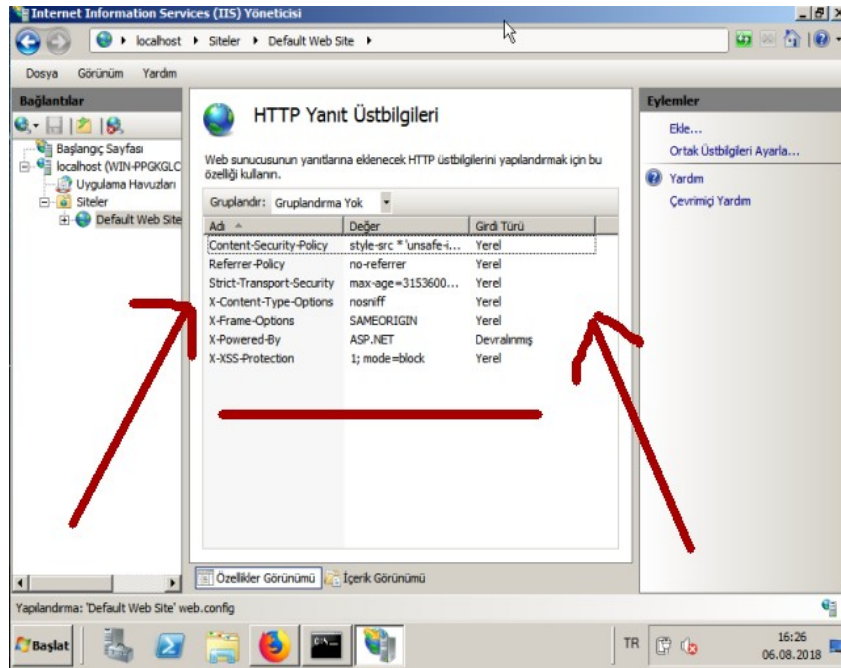 Internet Information Services (IIS) Yöneticisi
localhost Siteler Default Web Site
Dosya Görünüm Yardım
Bağlantılar
Başlangıç Sayfası
localhost (WIN-PPGKGLC
Uygulama Havuzları
Siteler
Default Web Site
HTTP Yanıt Üstbilgileri
Web sunucusunun yanıtlarına eklenecek HTTP üstbilgilerini yapılandırmak için bu
özelliği kullanın.
Gruplandır: Gruplandırma Yok
Adı Değer Girdi Türü
Content-Security-Policy style-src * 'unsafe-i... Yerel
Referrer-Policy no-referrer Yerel
Strict-Transport-Security max-age=3153600... Yerel
X-Content-Type-Options nosniff Yerel
X-Frame-Options SAMEORIGIN Yerel
X-Powered-By ASP.NET Devralınmış
X-XSS-Protection 1; mode=block Yerel
Özellikler Görünümü İçerik Görünümü
Eylemler
Ekle...
Ortak Üstbilgileri Ayarla...
Yardım
Çevrimiçi Yardım
Yapılandırma: 'Default Web Site' web.config
Başlat
TR
16:26
06.08.2018